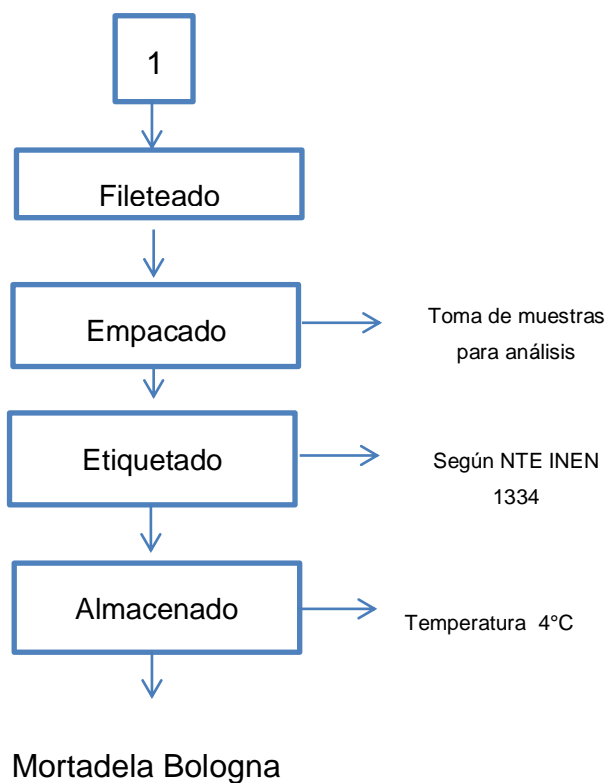 1
Fileteado
Empacado
Toma de muestras
para análisis
Etiquetado
Según NTE INEN
1334
Almacenado
Temperatura 4°C
Mortadela Bologna